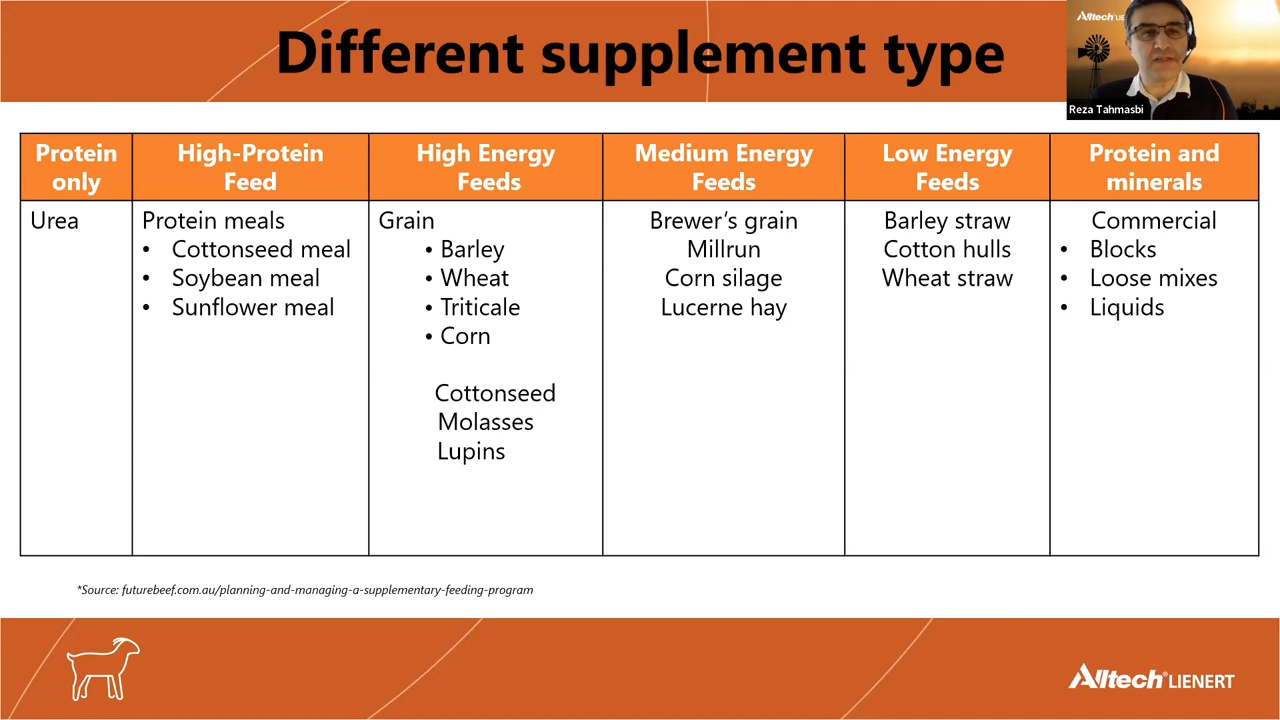 Different supplement type
Alltech
Reza Tahmasbi
Protein only
High-Protein Feed
High Energy Feeds
Medium Energy Feeds
Low Energy Feeds
Protein and minerals
Urea
Protein meals
• Cottonseed meal
• Soybean meal
• Sunflower meal
Grain
• Barley
• Wheat
• Triticale
• Corn
Cottonseed
Molasses
Lupins
Brewer’s grain
Millrun
Corn silage
Lucerne hay
Barley straw
Cotton hulls
Wheat straw
Commercial
• Blocks
• Loose mixes
• Liquids
*Source: futurebeef.com.au/planning-and-managing-a-supplementary-feeding-program
Alltech® LIENERT